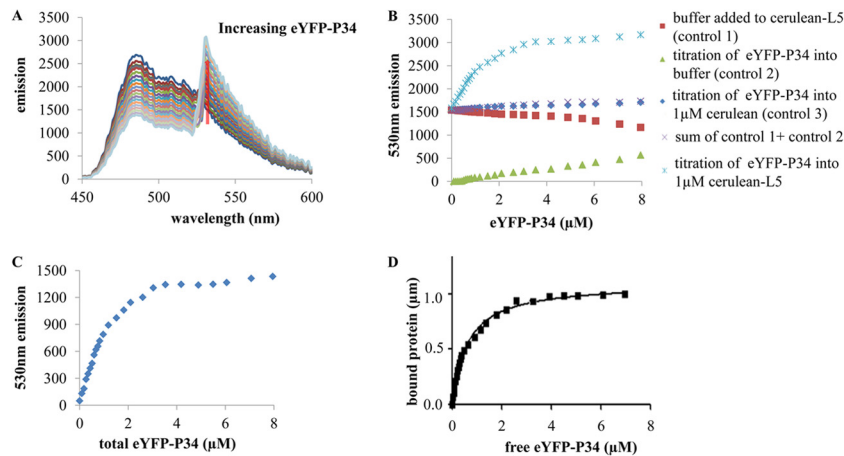 A
Increasing eYFP-P34
3500
3000
2500
2000
1500
1000
500
0
emission
450
500
550
600
wavelength (nm)
B
3500
3000
2500
2000
1500
1000
500
0
530nm emission
0
2
4
6
8
eYFP-P34 (µM)
buffer added to cerulean-L5
(control 1)
titration of eYFP-P34 into
buffer (control 2)
titration of eYFP-P34 into
1µM cerulean (control 3)
sum of control 1+ control 2
titration of eYFP-P34 into
1µM cerulean-L5
C
1500
1200
900
600
300
0
530nm emission
0
2
4
6
8
total eYFP-P34 (µM)
D
1.0
0.5
0.0
bound protein (µm)
0
2
4
6
8
free eYFP-P34 (µM)